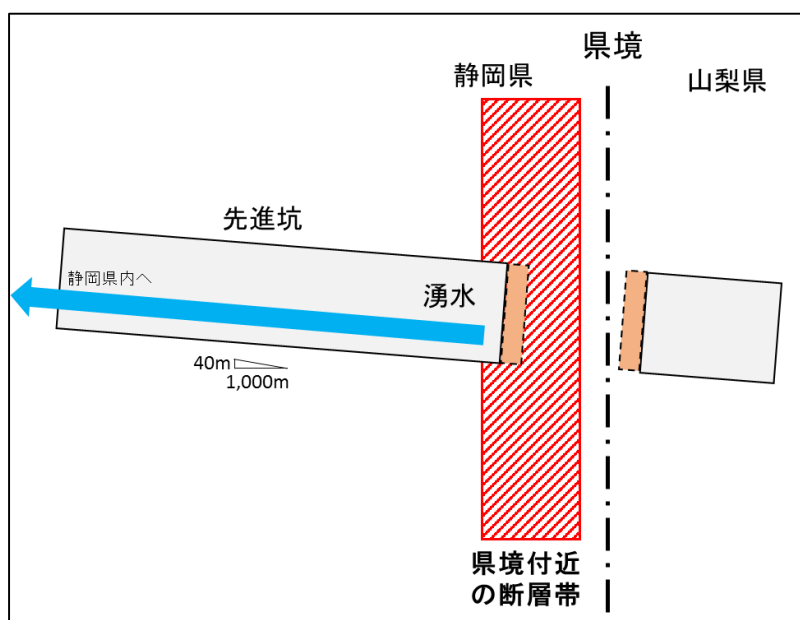 県境
静岡県
山梨県
先進坑
静岡県内へ
湧水
40m
1,000m
県境付近
の断層帯